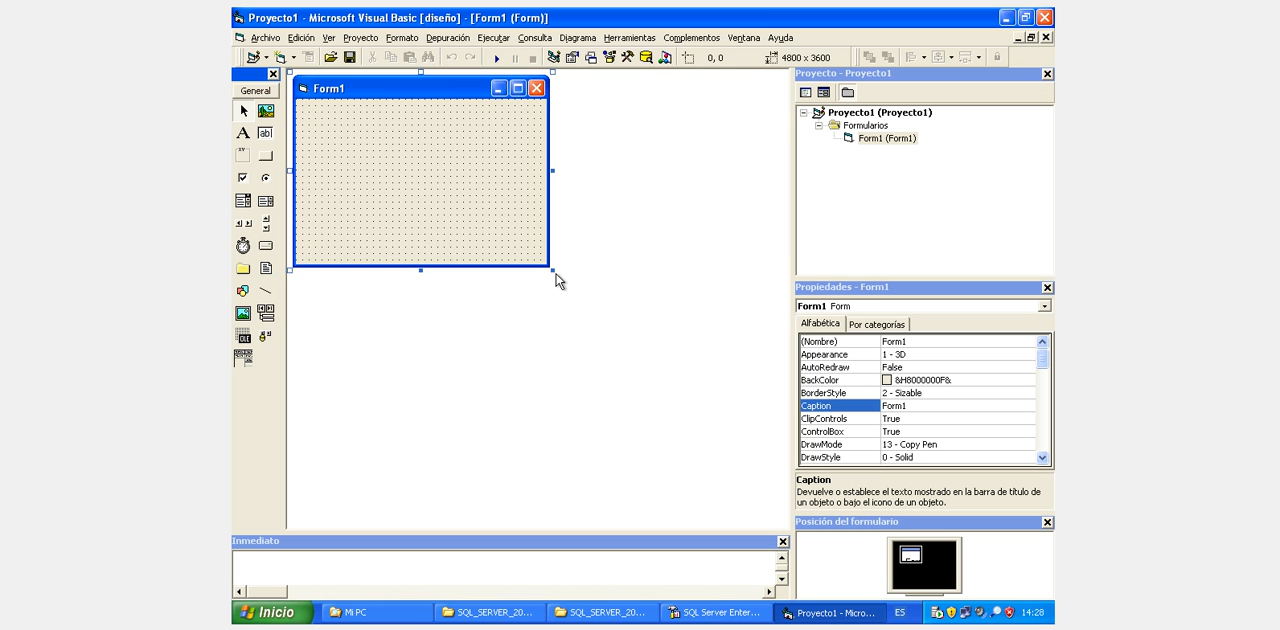 Proyecto1 - Microsoft Visual Basic [diseño] - [Form1 (Form)]
Archivo Edición Ver Proyecto Formato Depuración Ejecutar Consulta Diagrama Herramientas Complementos Ventana Ayuda
0, 0 4800 x 3600
General
A ab|
OLE
Form1
Proyecto - Proyecto1
Proyecto1 (Proyecto1)
Formularios
Form1 (Form1)
Propiedades - Form1
Form1 Form
Alfabética Por categorías
(Nombre) Form1
Appearance 1 - 3D
AutoRedraw False
BackColor &H8000000F&
BorderStyle 2 - Sizable
Caption Form1
ClipControls True
ControlBox True
DrawMode 13 - Copy Pen
DrawStyle 0 - Solid
Caption
Devuelve o establece el texto mostrado en la barra de título de
un objeto o bajo el icono de un objeto.
Posición del formulario
Inmediato
Inicio Mi PC SQL_SERVER_20... SQL_SERVER_20... SQL Server Enter... Proyecto1 - Micro... ES 14:28